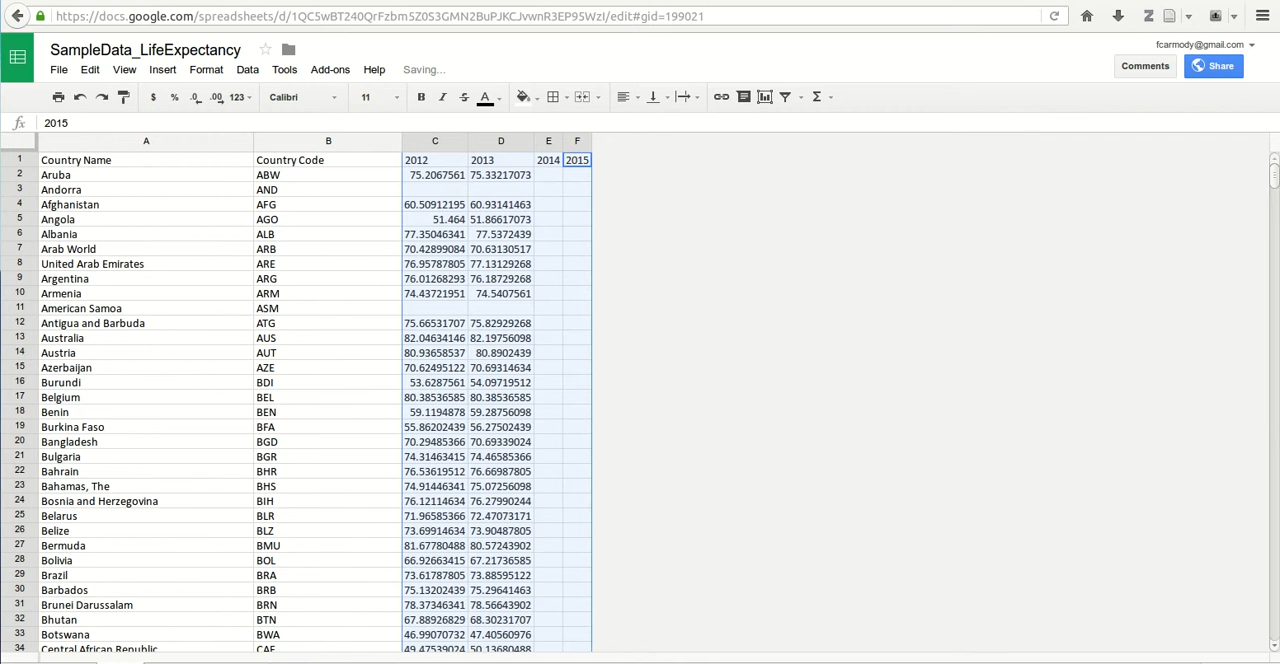 https://docs.google.com/spreadsheets/d/1QC5wBT240QrFzbm5Z0S3GMN2BuPJKCJvwnR3EP95WzI/edit#gid=199021
SampleData_LifeExpectancy
fcarmody@gmail.com
File Edit View Insert Format Data Tools Add-ons Help Saving...
Comments Share
$ % .0 .00 123 Calibri 11 B I S A Σ
fx 2015
A B C D E F
1 Country Name Country Code 2012 2013 2014 2015
2 Aruba ABW 75.2067561 75.33217073
3 Andorra AND
4 Afghanistan AFG 60.50912195 60.93141463
5 Angola AGO 51.464 51.86617073
6 Albania ALB 77.35046341 77.5372439
7 Arab World ARB 70.42899084 70.63130517
8 United Arab Emirates ARE 76.95787805 77.13129268
9 Argentina ARG 76.01268293 76.18729268
10 Armenia ARM 74.43721951 74.5407561
11 American Samoa ASM
12 Antigua and Barbuda ATG 75.66531707 75.82929268
13 Australia AUS 82.04634146 82.19756098
14 Austria AUT 80.93658537 80.8902439
15 Azerbaijan AZE 70.62495122 70.69314634
16 Burundi BDI 53.6287561 54.09719512
17 Belgium BEL 80.38536585 80.38536585
18 Benin BEN 59.1194878 59.28756098
19 Burkina Faso BFA 55.86202439 56.27502439
20 Bangladesh BGD 70.29485366 70.69339024
21 Bulgaria BGR 74.31463415 74.46585366
22 Bahrain BHR 76.53619512 76.66987805
23 Bahamas, The BHS 74.91446341 75.07256098
24 Bosnia and Herzegovina BIH 76.12114634 76.27990244
25 Belarus BLR 71.96585366 72.47073171
26 Belize BLZ 73.69914634 73.90487805
27 Bermuda BMU 81.67780488 80.57243902
28 Bolivia BOL 66.92663415 67.21736585
29 Brazil BRA 73.61787805 73.88595122
30 Barbados BRB 75.13202439 75.29641463
31 Brunei Darussalam BRN 78.37346341 78.56643902
32 Bhutan BTN 67.88926829 68.30231707
33 Botswana BWA 46.99070732 47.40560976
34 Central African Republic CAF 49.47539024 50.13680488